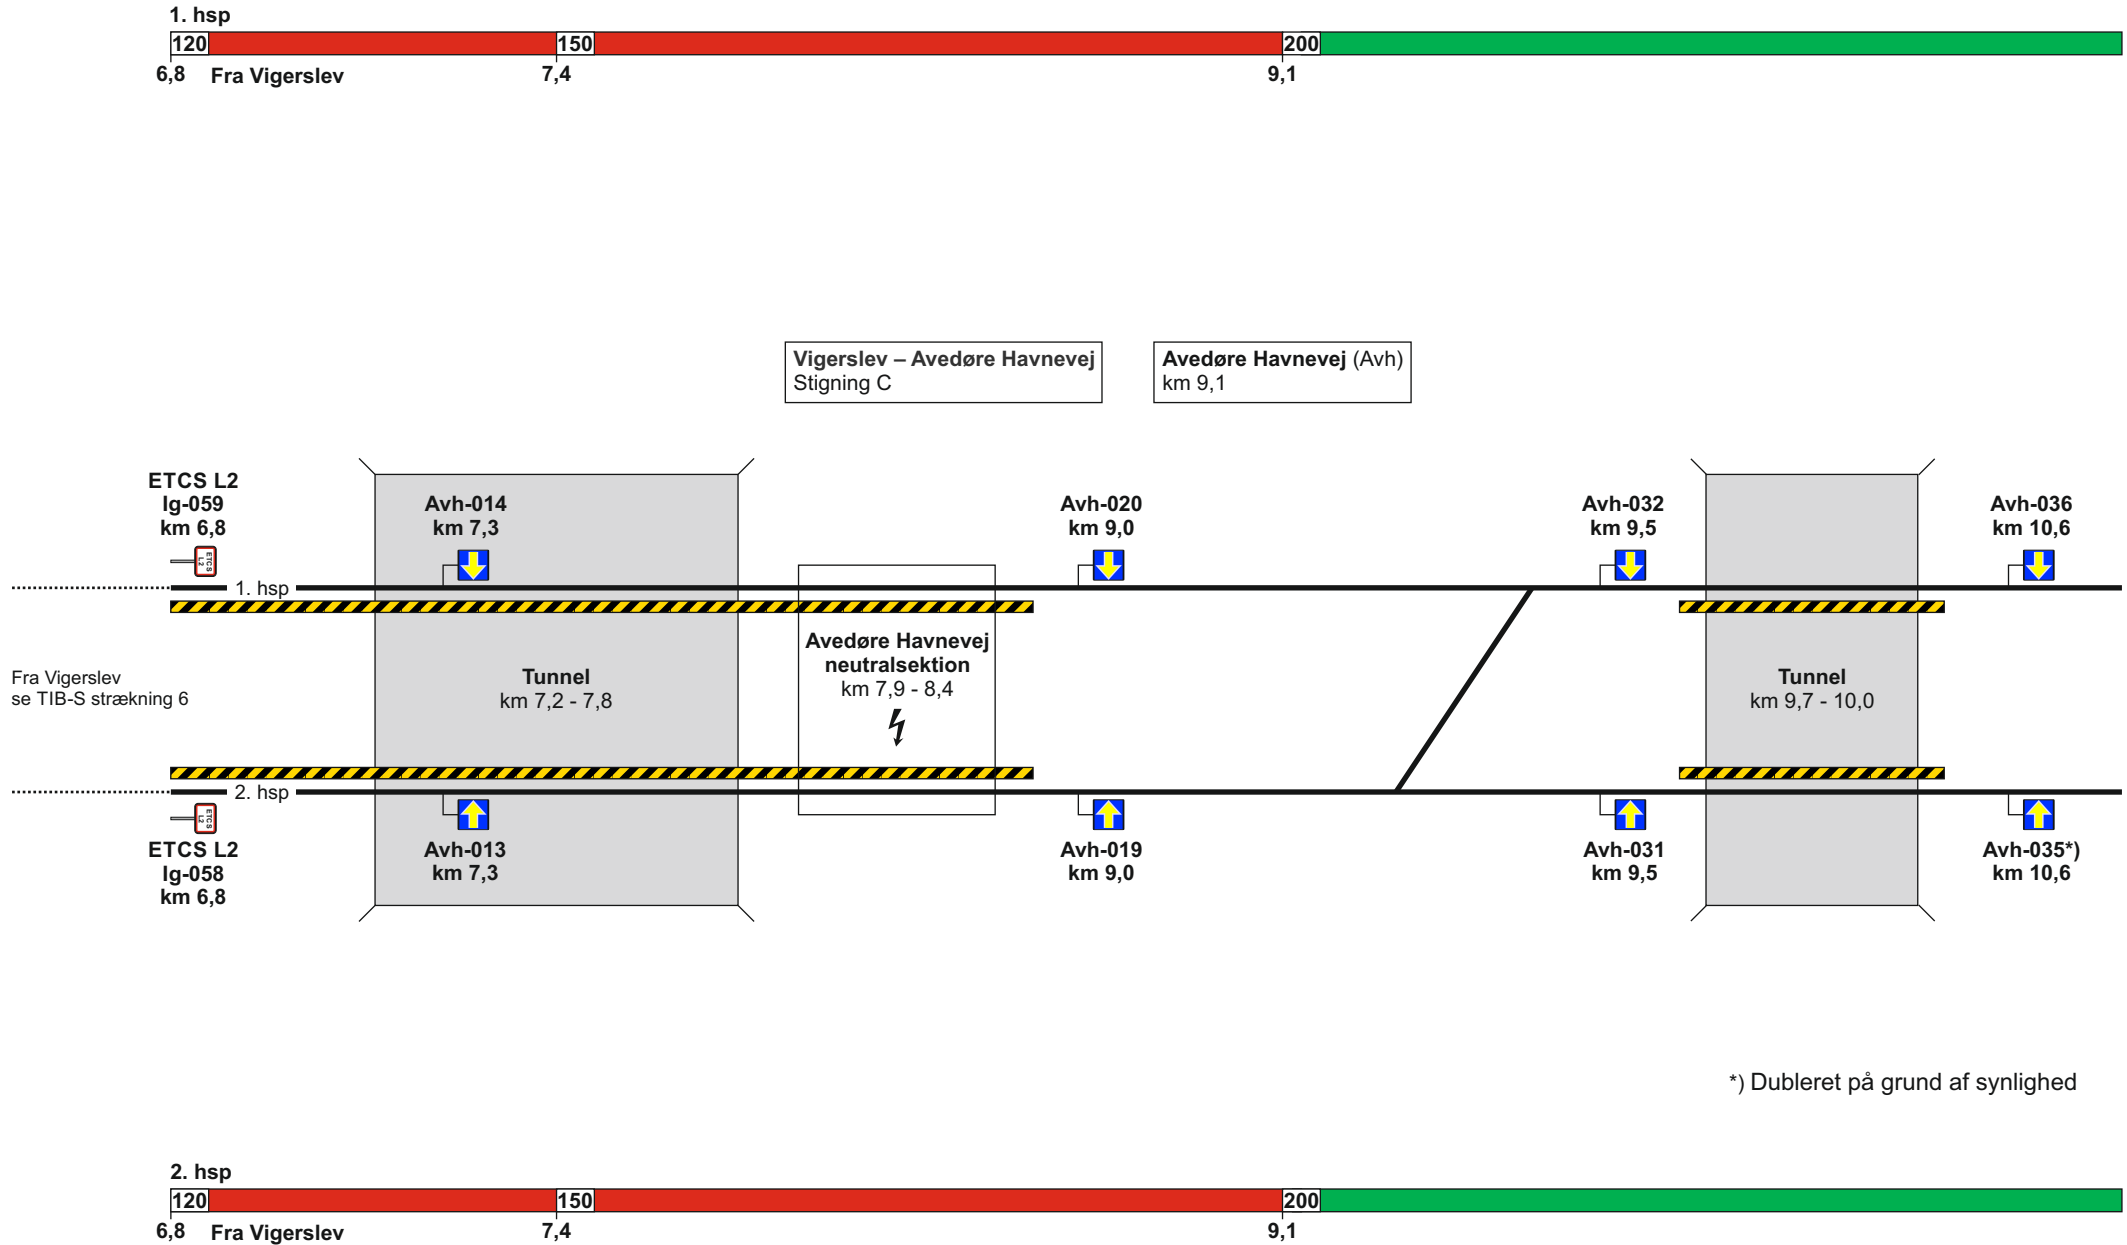 1. hsp
120 150 200
6,8 Fra Vigerslev 7,4 9,1
Vigerslev – Avedøre Havnevej
Stigning C
Avedøre Havnevej (Avh)
km 9,1
ETCS L2
lg-059
km 6,8
Avh-014
km 7,3
Avh-020
km 9,0
Avh-032
km 9,5
Avh-036
km 10,6
ETCS
L2
1. hsp
Fra Vigerslev
se TIB-S strækning 6
Tunnel
km 7,2 - 7,8
Avedøre Havnevej
neutralsektion
km 7,9 - 8,4
Tunnel
km 9,7 - 10,0
2. hsp
ETCS
L2
ETCS L2
lg-058
km 6,8
Avh-013
km 7,3
Avh-019
km 9,0
Avh-031
km 9,5
Avh-035*)
km 10,6
*) Dubleret på grund af synlighed
2. hsp
120 150 200
6,8 Fra Vigerslev 7,4 9,1